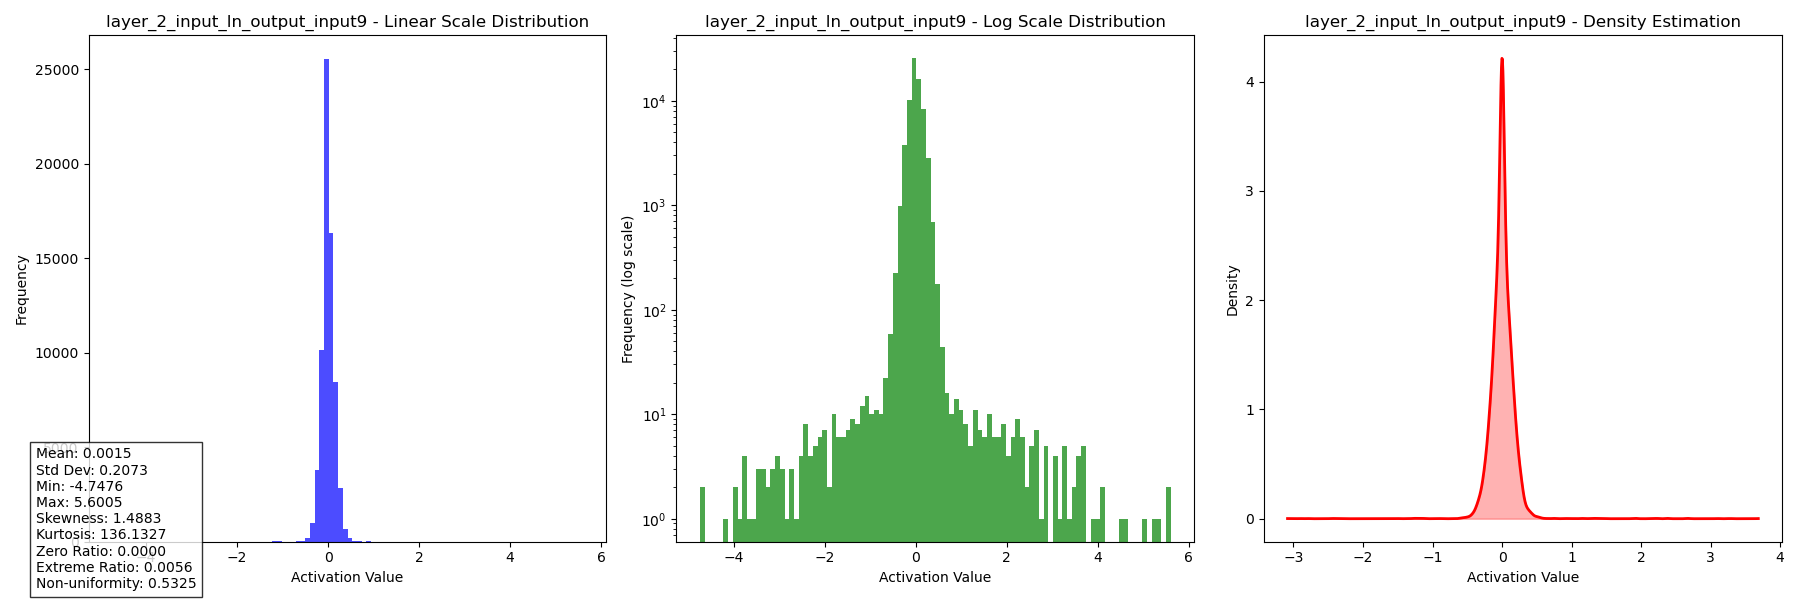 layer_2_input_ln_output_input9 - Linear Scale Distribution
25000
20000
15000
10000
5000
0
Frequency
−4
−2
0
2
4
6
Activation Value
Mean: 0.0015
Std Dev: 0.2073
Min: -4.7476
Max: 5.6005
Skewness: 1.4883
Kurtosis: 136.1327
Zero Ratio: 0.0000
Extreme Ratio: 0.0056
Non-uniformity: 0.5325
layer_2_input_ln_output_input9 - Log Scale Distribution
10⁴
10³
10²
10¹
10⁰
Frequency (log scale)
−4
−2
0
2
4
6
Activation Value
layer_2_input_ln_output_input9 - Density Estimation
4
3
2
1
0
Density
−3
−2
−1
0
1
2
3
4
Activation Value